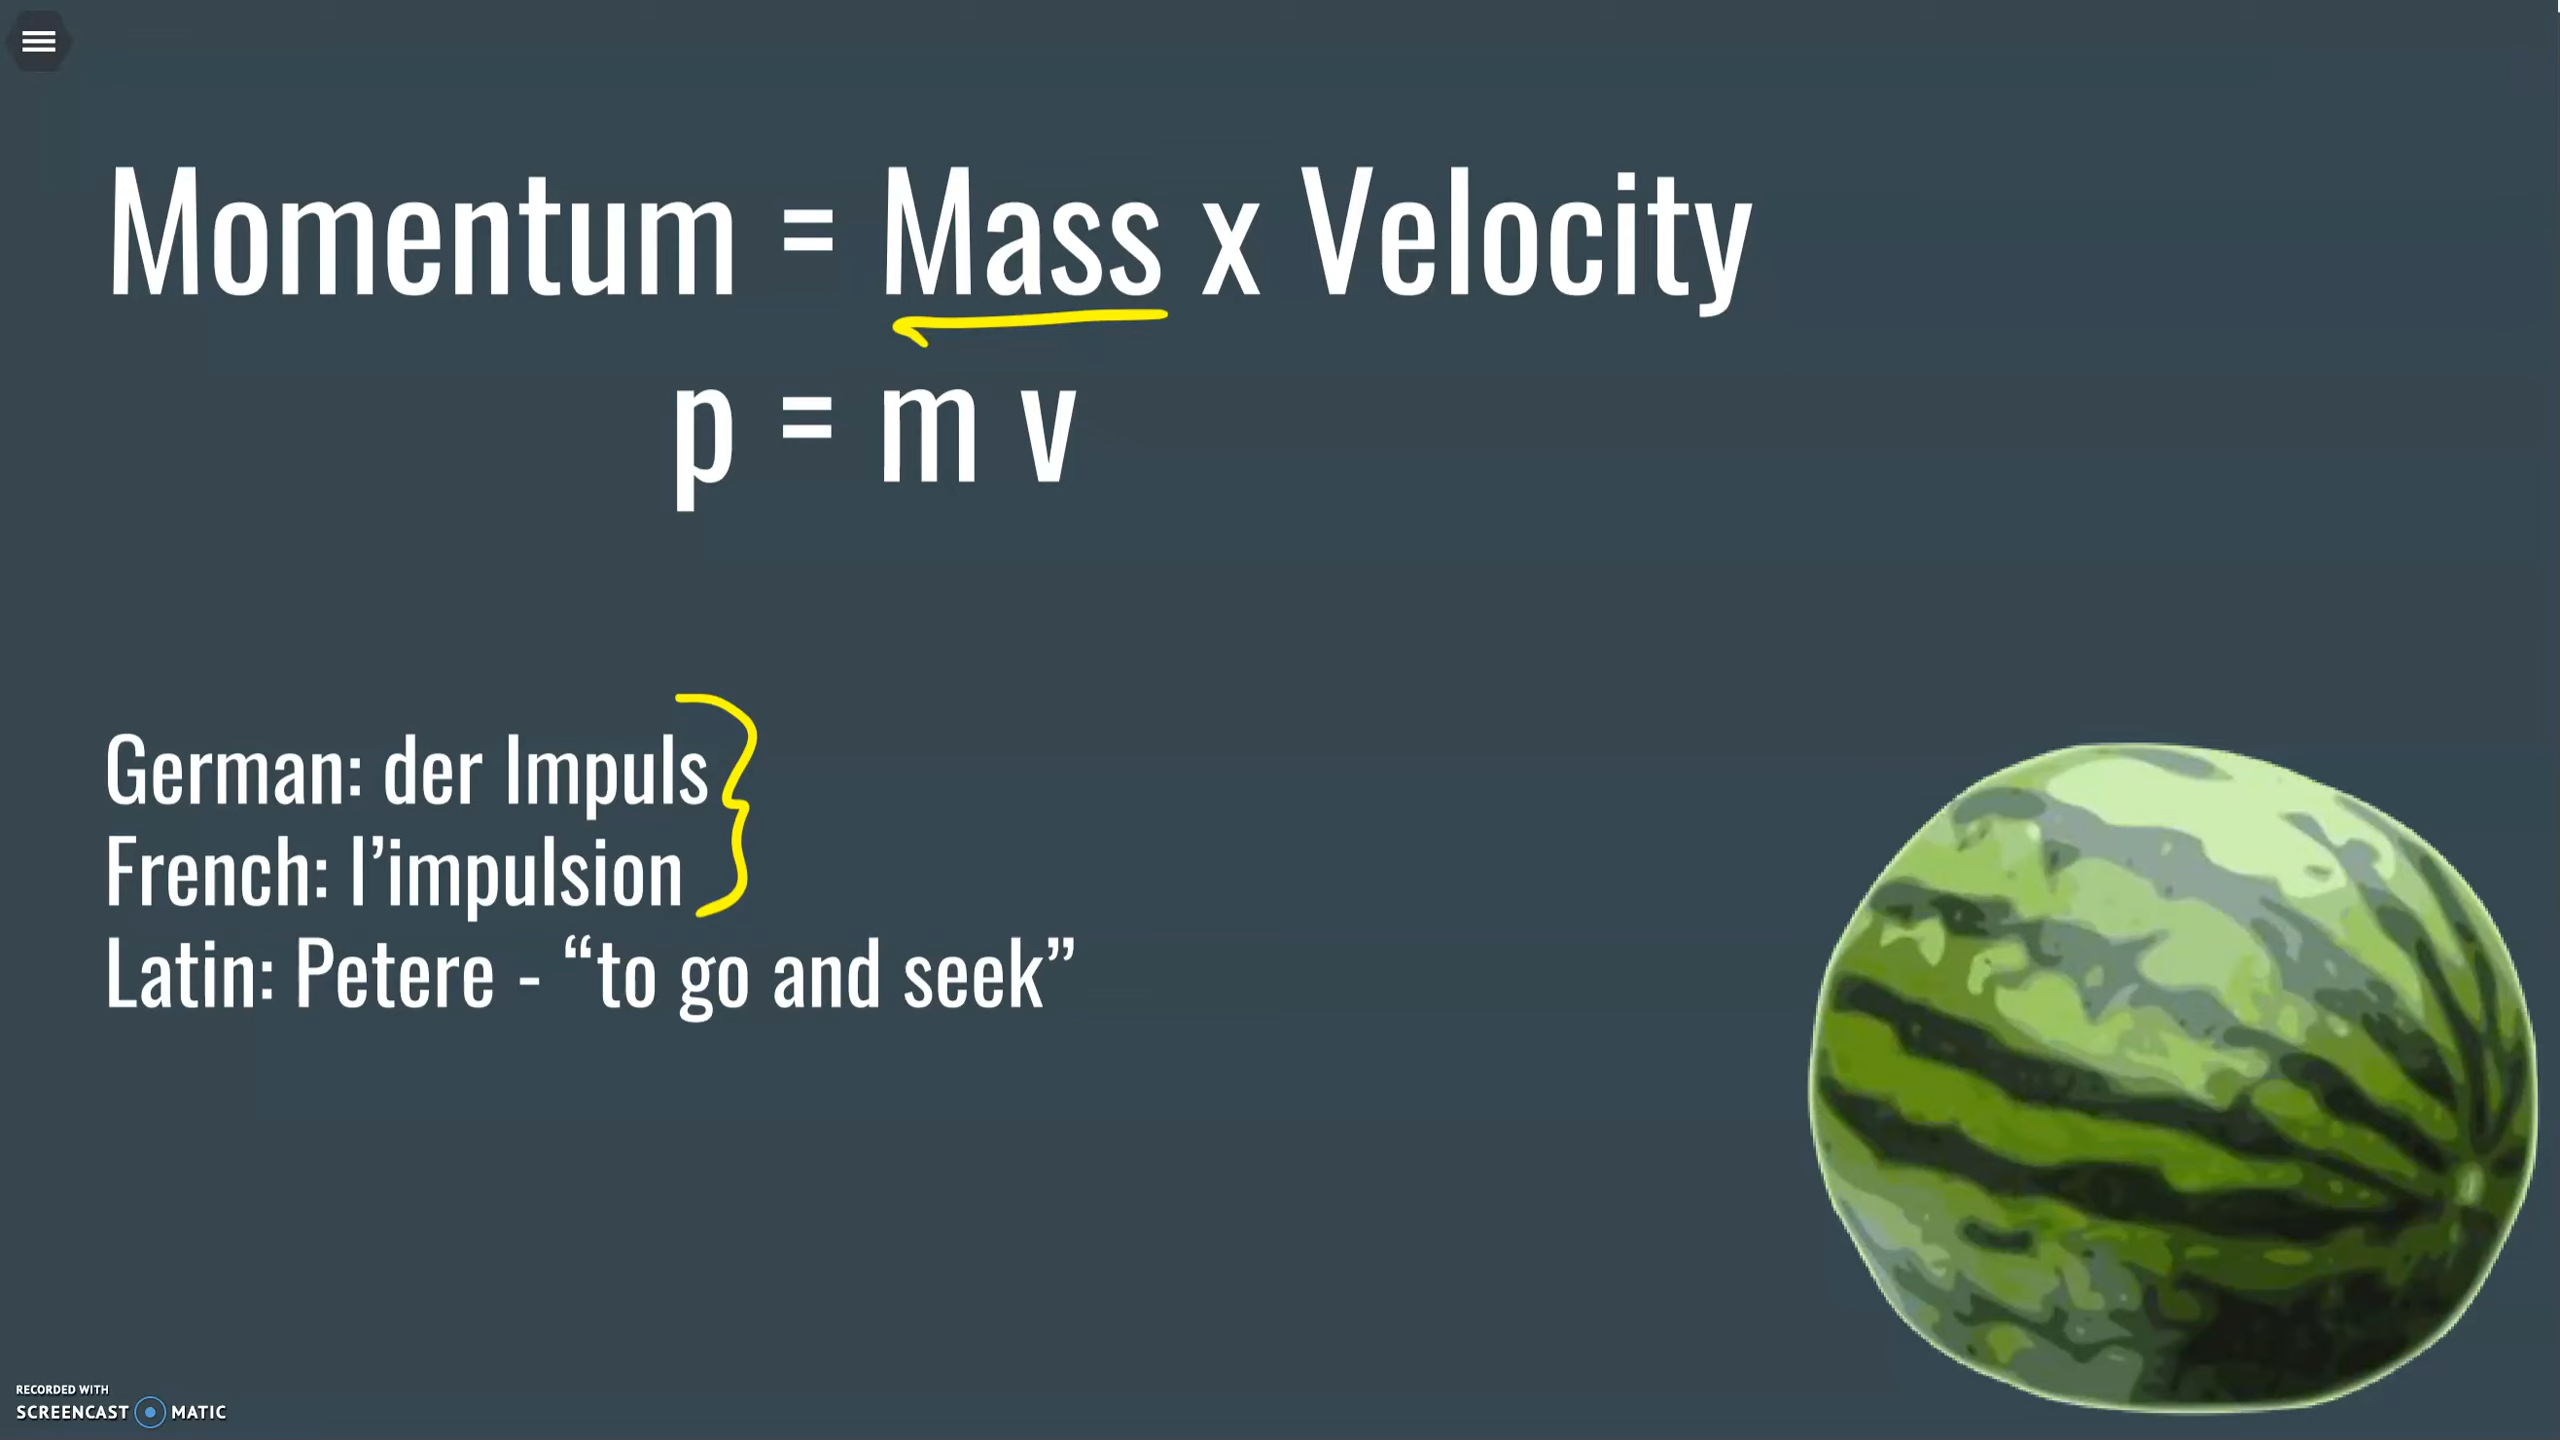 Momentum = Mass x Velocity
p = m v
German: der Impuls
French: l’impulsion
Latin: Petere - “to go and seek”
RECORDED WITH
SCREENCAST MATIC